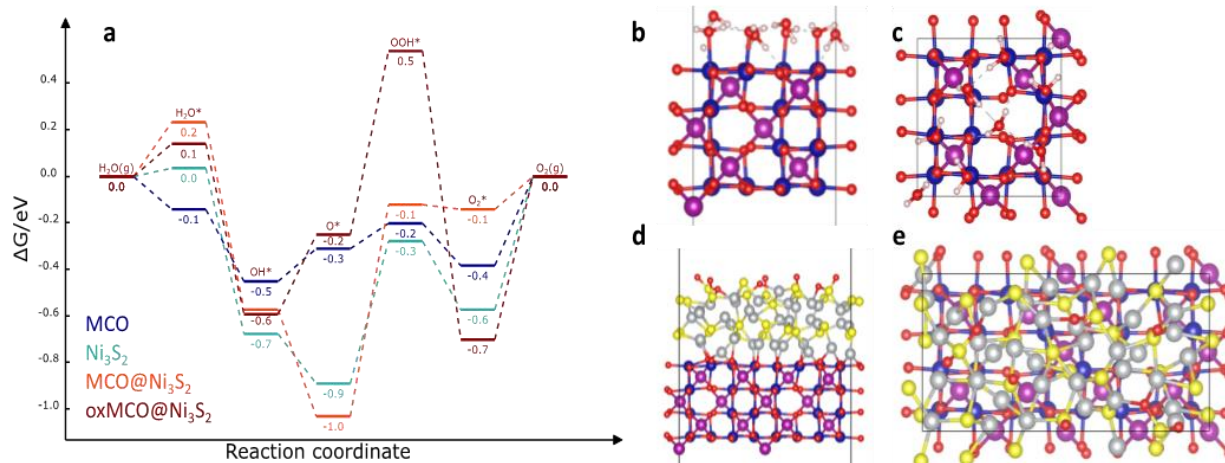 a
b
c
d
e
ΔG/eV
0.4
0.2
0.0
-0.2
-0.4
-0.6
-0.8
-1.0
H₂O(g)
0.0
H₂O*
0.2
0.1
0.0
-0.1
OH*
-0.5
-0.6
-0.7
O*
-0.2
-0.3
-0.9
-1.0
OOH*
0.5
-0.1
-0.2
-0.3
O₂*
-0.1
-0.4
-0.6
-0.7
O₂(g)
0.0
MCO
Ni₃S₂
MCO@Ni₃S₂
oxMCO@Ni₃S₂
Reaction coordinate